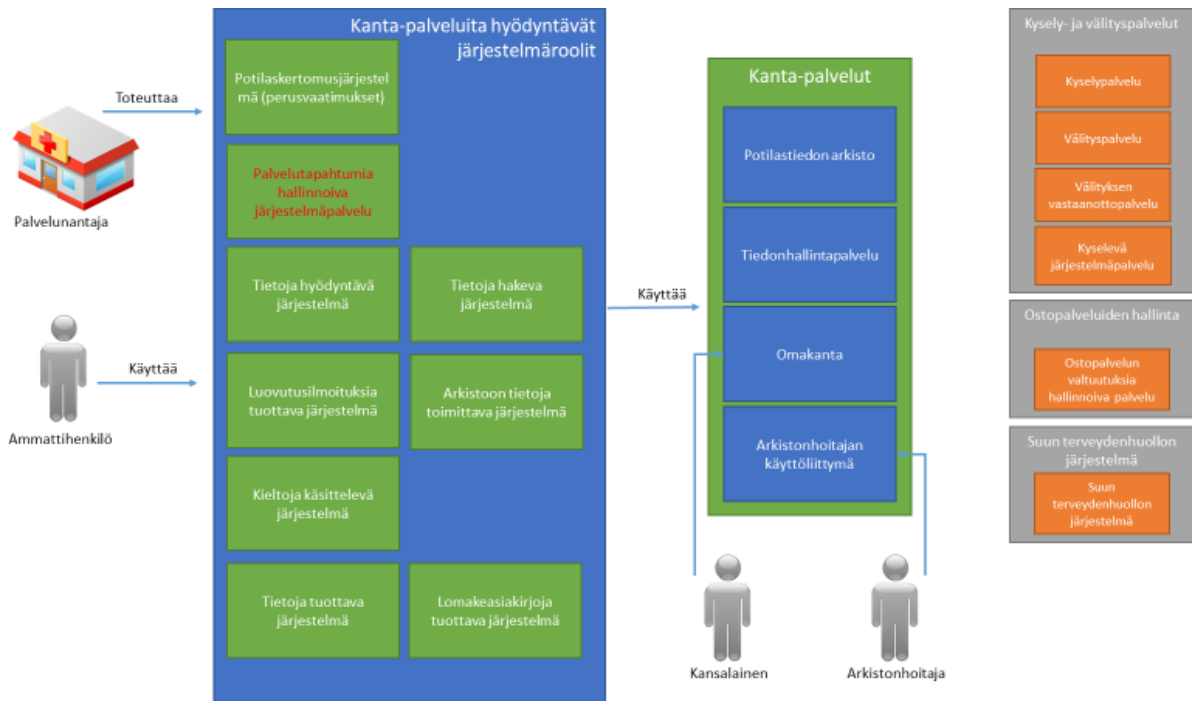 Kanta-palveluita hyödyntävät
järjestelmäroolit
Potilaskertomusjärjestel
mä (perusvaatimukset)
Toteuttaa
Palvelunantaja
Palvelutapahtumia
hallinnoiva
järjestelmäpalvelu
Tietoja hyödyntävä
järjestelmä
Tietoja hakeva
järjestelmä
Käyttää
Ammattihenkilö
Luovutusilmoituksia
tuottava järjestelmä
Arkistoon tietoja
toimittava järjestelmä
Kieltoja käsittelevä
järjestelmä
Tietoja tuottava
järjestelmä
Lomakeasiakirjoja
tuottava järjestelmä
Käyttää
Kanta-palvelut
Potilastiedon arkisto
Tiedonhallintapalvelu
Omakanta
Arkistonhoitajan
käyttöliittymä
Kansalainen
Arkistonhoitaja
Kysely- ja välityspalvelut
Kyselypalvelu
Välityspalvelu
Välityksen
vastaanottopalvelu
Kyselevä
järjestelmäpalvelu
Ostopalveluiden hallinta
Ostopalvelun
valtuutuksia
hallinnoiva palvelu
Suun terveydenhuollon
järjestelmä
Suun
terveydenhuollon
järjestelmä